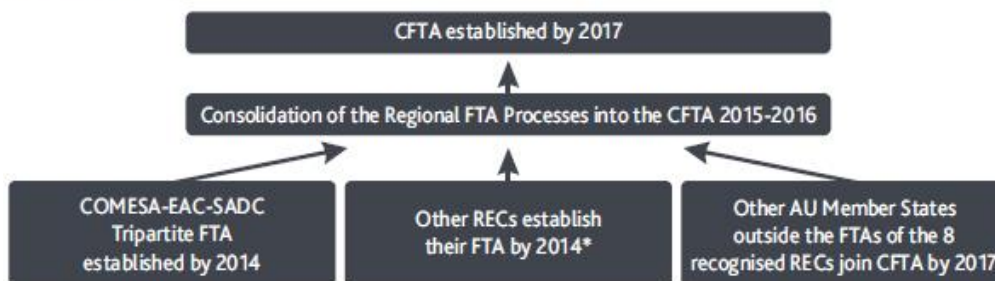 CFTA established by 2017
Consolidation of the Regional FTA Processes into the CFTA 2015-2016
COMESA-EAC-SADC
Tripartite FTA
established by 2014
Other RECs establish
their FTA by 2014*
Other AU Member States
outside the FTAs of the 8
recognised RECs join CFTA by 2017